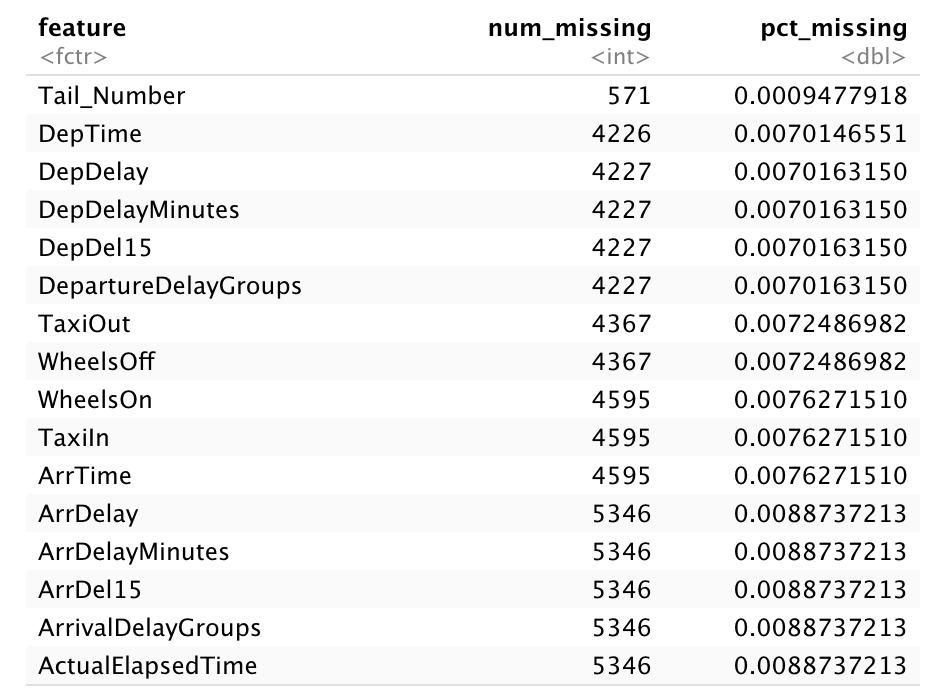 feature num_missing pct_missing
<fctr> <int> <dbl>
Tail_Number 571 0.0009477918
DepTime 4226 0.0070146551
DepDelay 4227 0.0070163150
DepDelayMinutes 4227 0.0070163150
DepDel15 4227 0.0070163150
DepartureDelayGroups 4227 0.0070163150
TaxiOut 4367 0.0072486982
WheelsOff 4367 0.0072486982
WheelsOn 4595 0.0076271510
TaxiIn 4595 0.0076271510
ArrTime 4595 0.0076271510
ArrDelay 5346 0.0088737213
ArrDelayMinutes 5346 0.0088737213
ArrDel15 5346 0.0088737213
ArrivalDelayGroups 5346 0.0088737213
ActualElapsedTime 5346 0.0088737213